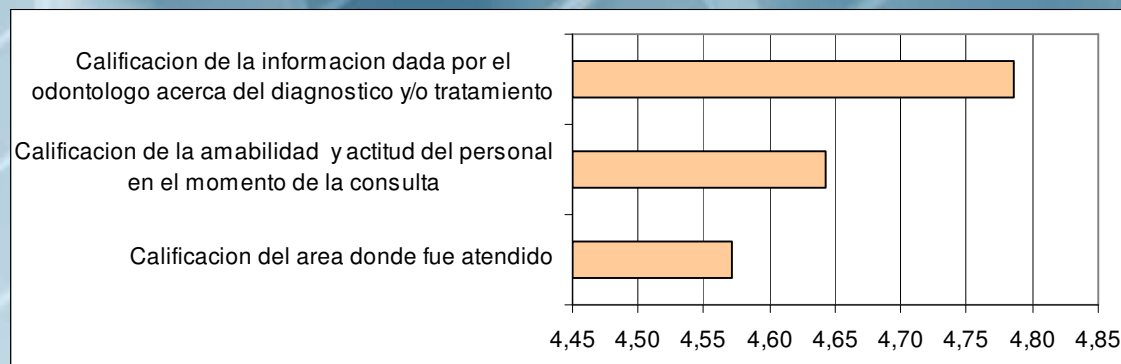 Calificacion de la informacion dada por el
odontologo acerca del diagnostico y/o tratamiento
Calificacion de la amabilidad y actitud del personal
en el momento de la consulta
Calificacion del area donde fue atendido
4,45 4,50 4,55 4,60 4,65 4,70 4,75 4,80 4,85